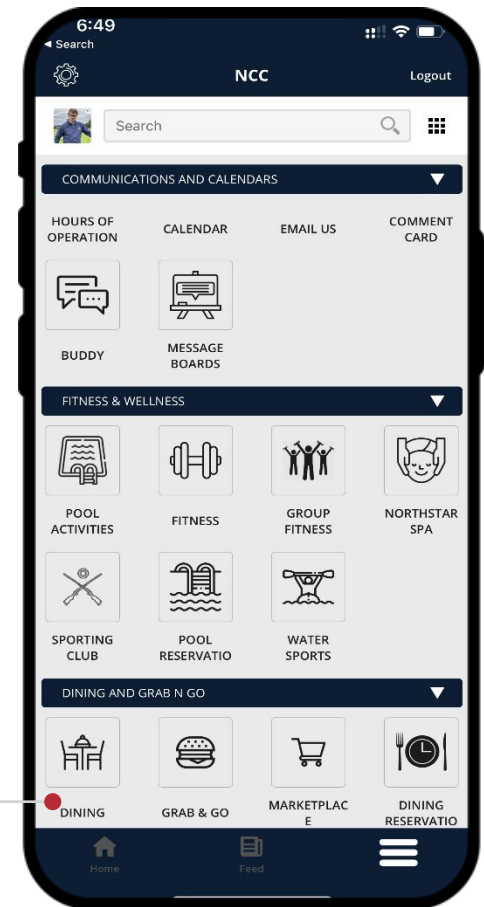 6:49
◀ Search
NCC
Logout
Search
COMMUNICATIONS AND CALENDARS
HOURS OF OPERATION
CALENDAR
EMAIL US
COMMENT CARD
BUDDY
MESSAGE BOARDS
FITNESS & WELLNESS
POOL ACTIVITIES
FITNESS
GROUP FITNESS
NORTHSTAR SPA
SPORTING CLUB
POOL RESERVATIO
WATER SPORTS
DINING AND GRAB N GO
DINING
GRAB & GO
MARKETPLAC
E
DINING RESERVATIO
Home
Feed